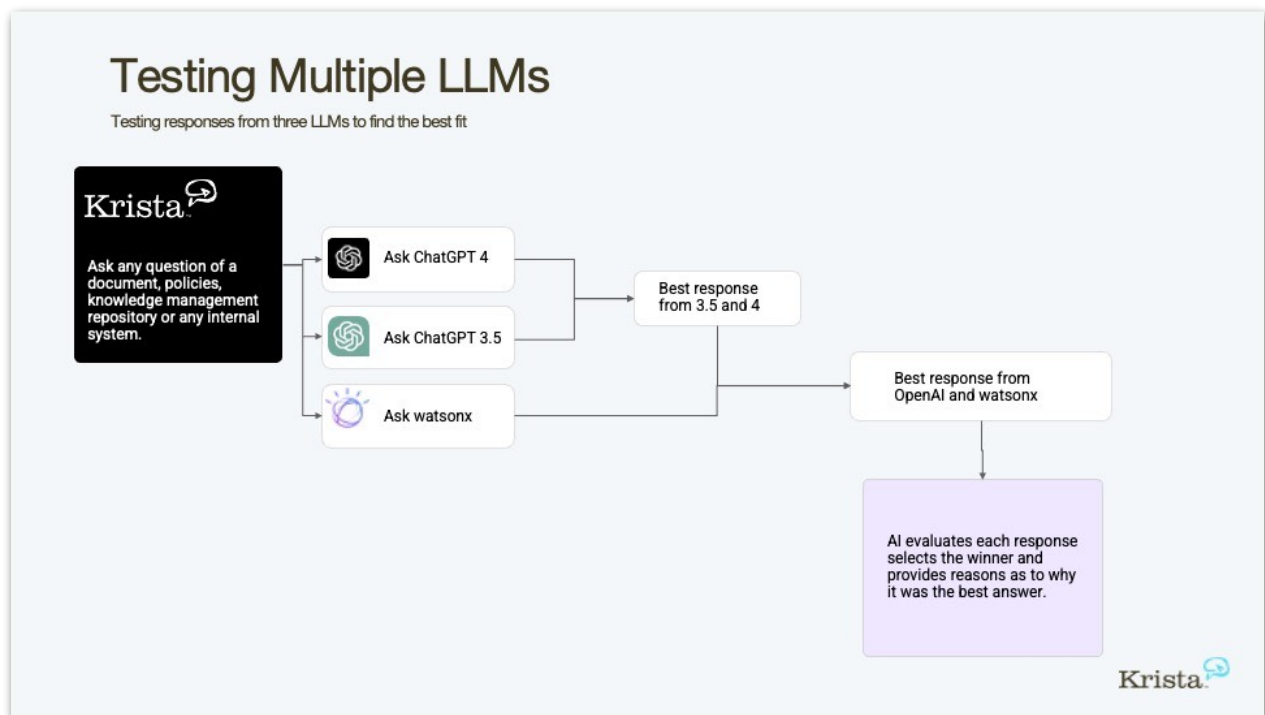 Testing Multiple LLMs
Testing responses from three LLMs to find the best fit
Krista
Ask any question of a
document, policies,
knowledge management
repository or any internal
system.
Ask ChatGPT 4
Ask ChatGPT 3.5
Ask watsonx
Best response
from 3.5 and 4
Best response from
OpenAI and watsonx
AI evaluates each response
selects the winner and
provides reasons as to why
it was the best answer.
Krista